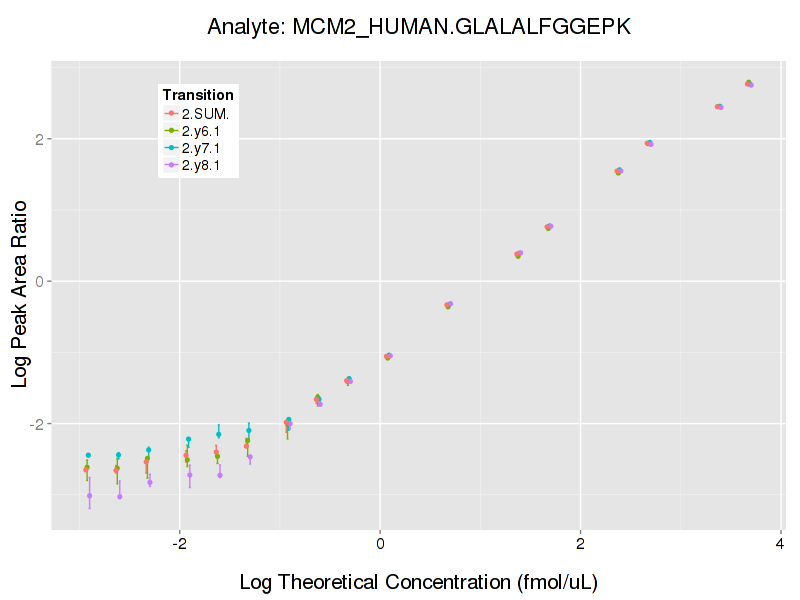 Analyte: MCM2_HUMAN.GLALALFGGEPK
Transition
2.SUM.
2.y6.1
2.y7.1
2.y8.1
Log Peak Area Ratio
2
0
-2
-2
0
2
4
Log Theoretical Concentration (fmol/uL)